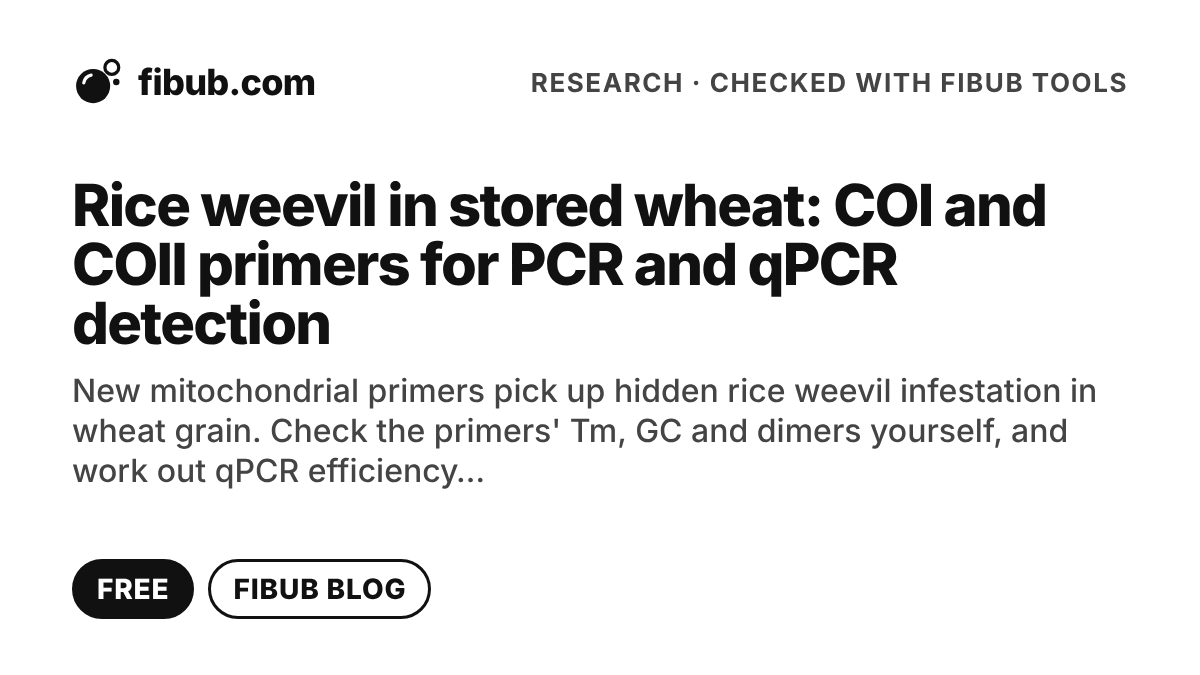 fibub.com
RESEARCH · CHECKED WITH FIBUB TOOLS
Rice weevil in stored wheat: COI and
COII primers for PCR and qPCR
detection
New mitochondrial primers pick up hidden rice weevil infestation in
wheat grain. Check the primers' Tm, GC and dimers yourself, and
work out qPCR efficiency...
FREE
FIBUB BLOG